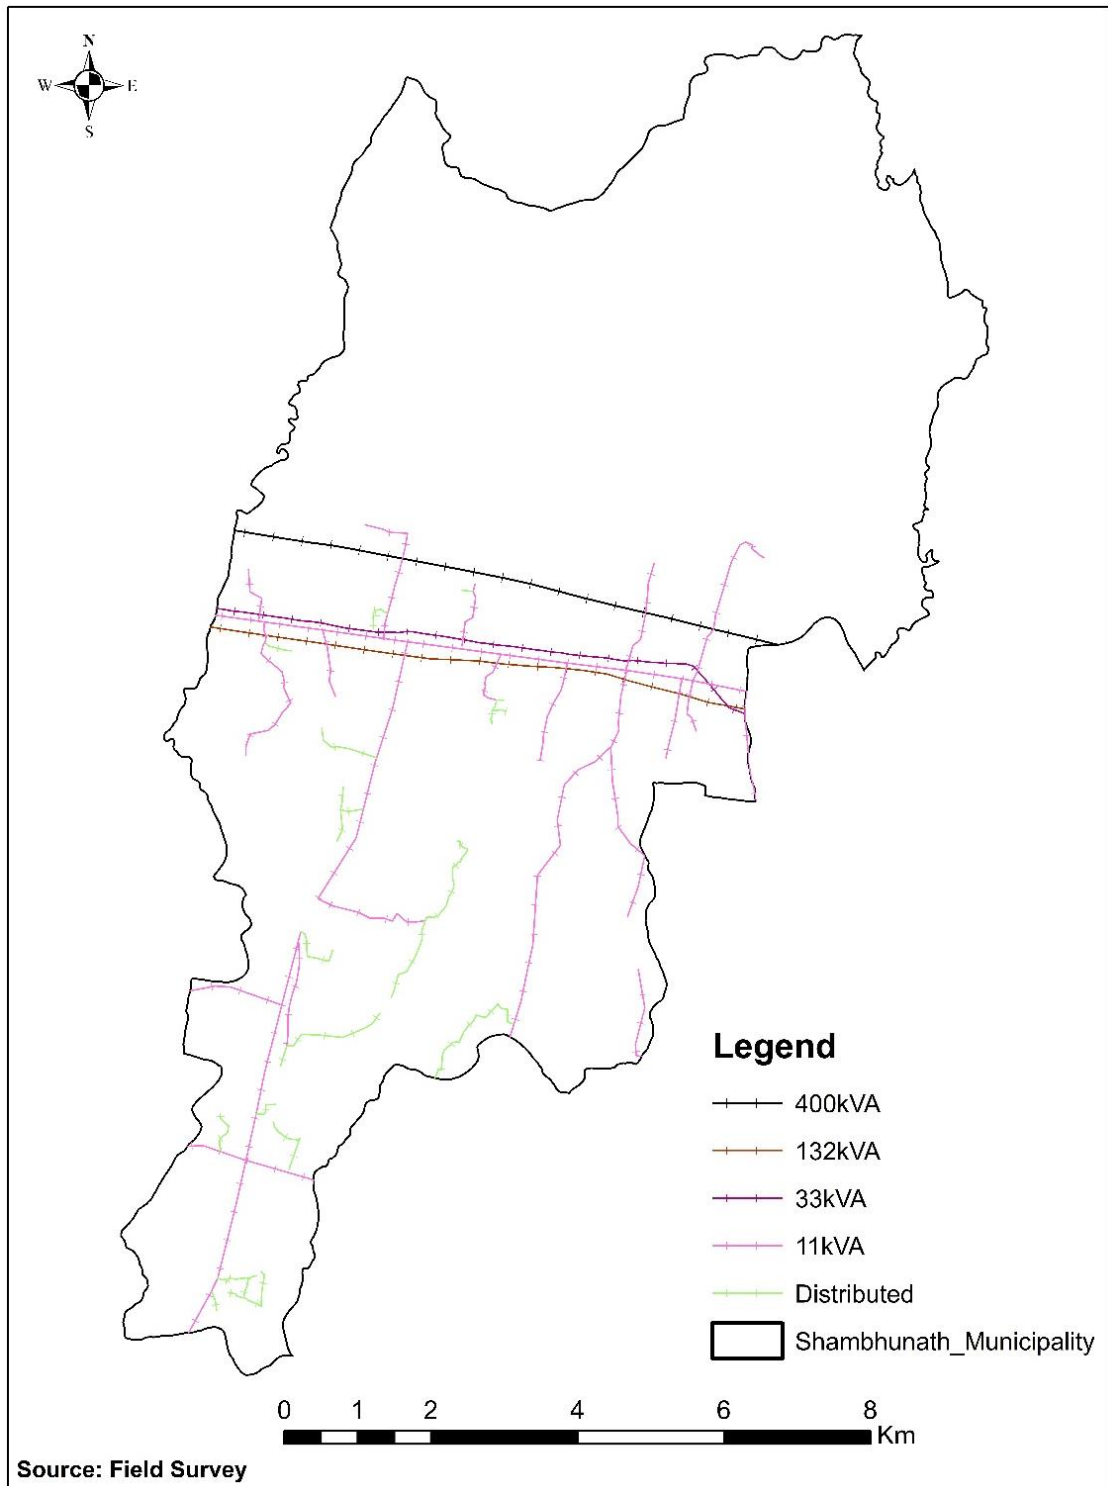 N
W E
S
Legend
400kVA
132kVA
33kVA
11kVA
Distributed
Shambhunath_Municipality
0 1 2 4 6 8
Km
Source: Field Survey